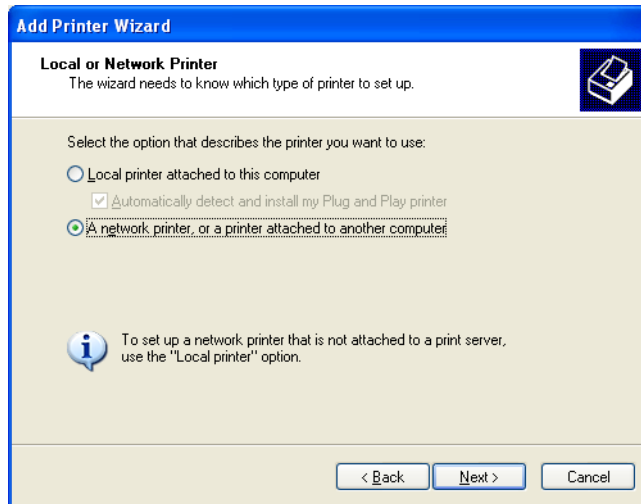 Add Printer Wizard
Local or Network Printer
The wizard needs to know which type of printer to set up.
Select the option that describes the printer you want to use:
Local printer attached to this computer
Automatically detect and install my Plug and Play printer
A network printer, or a printer attached to another computer
To set up a network printer that is not attached to a print server,
use the "Local printer" option.
< Back
Next >
Cancel